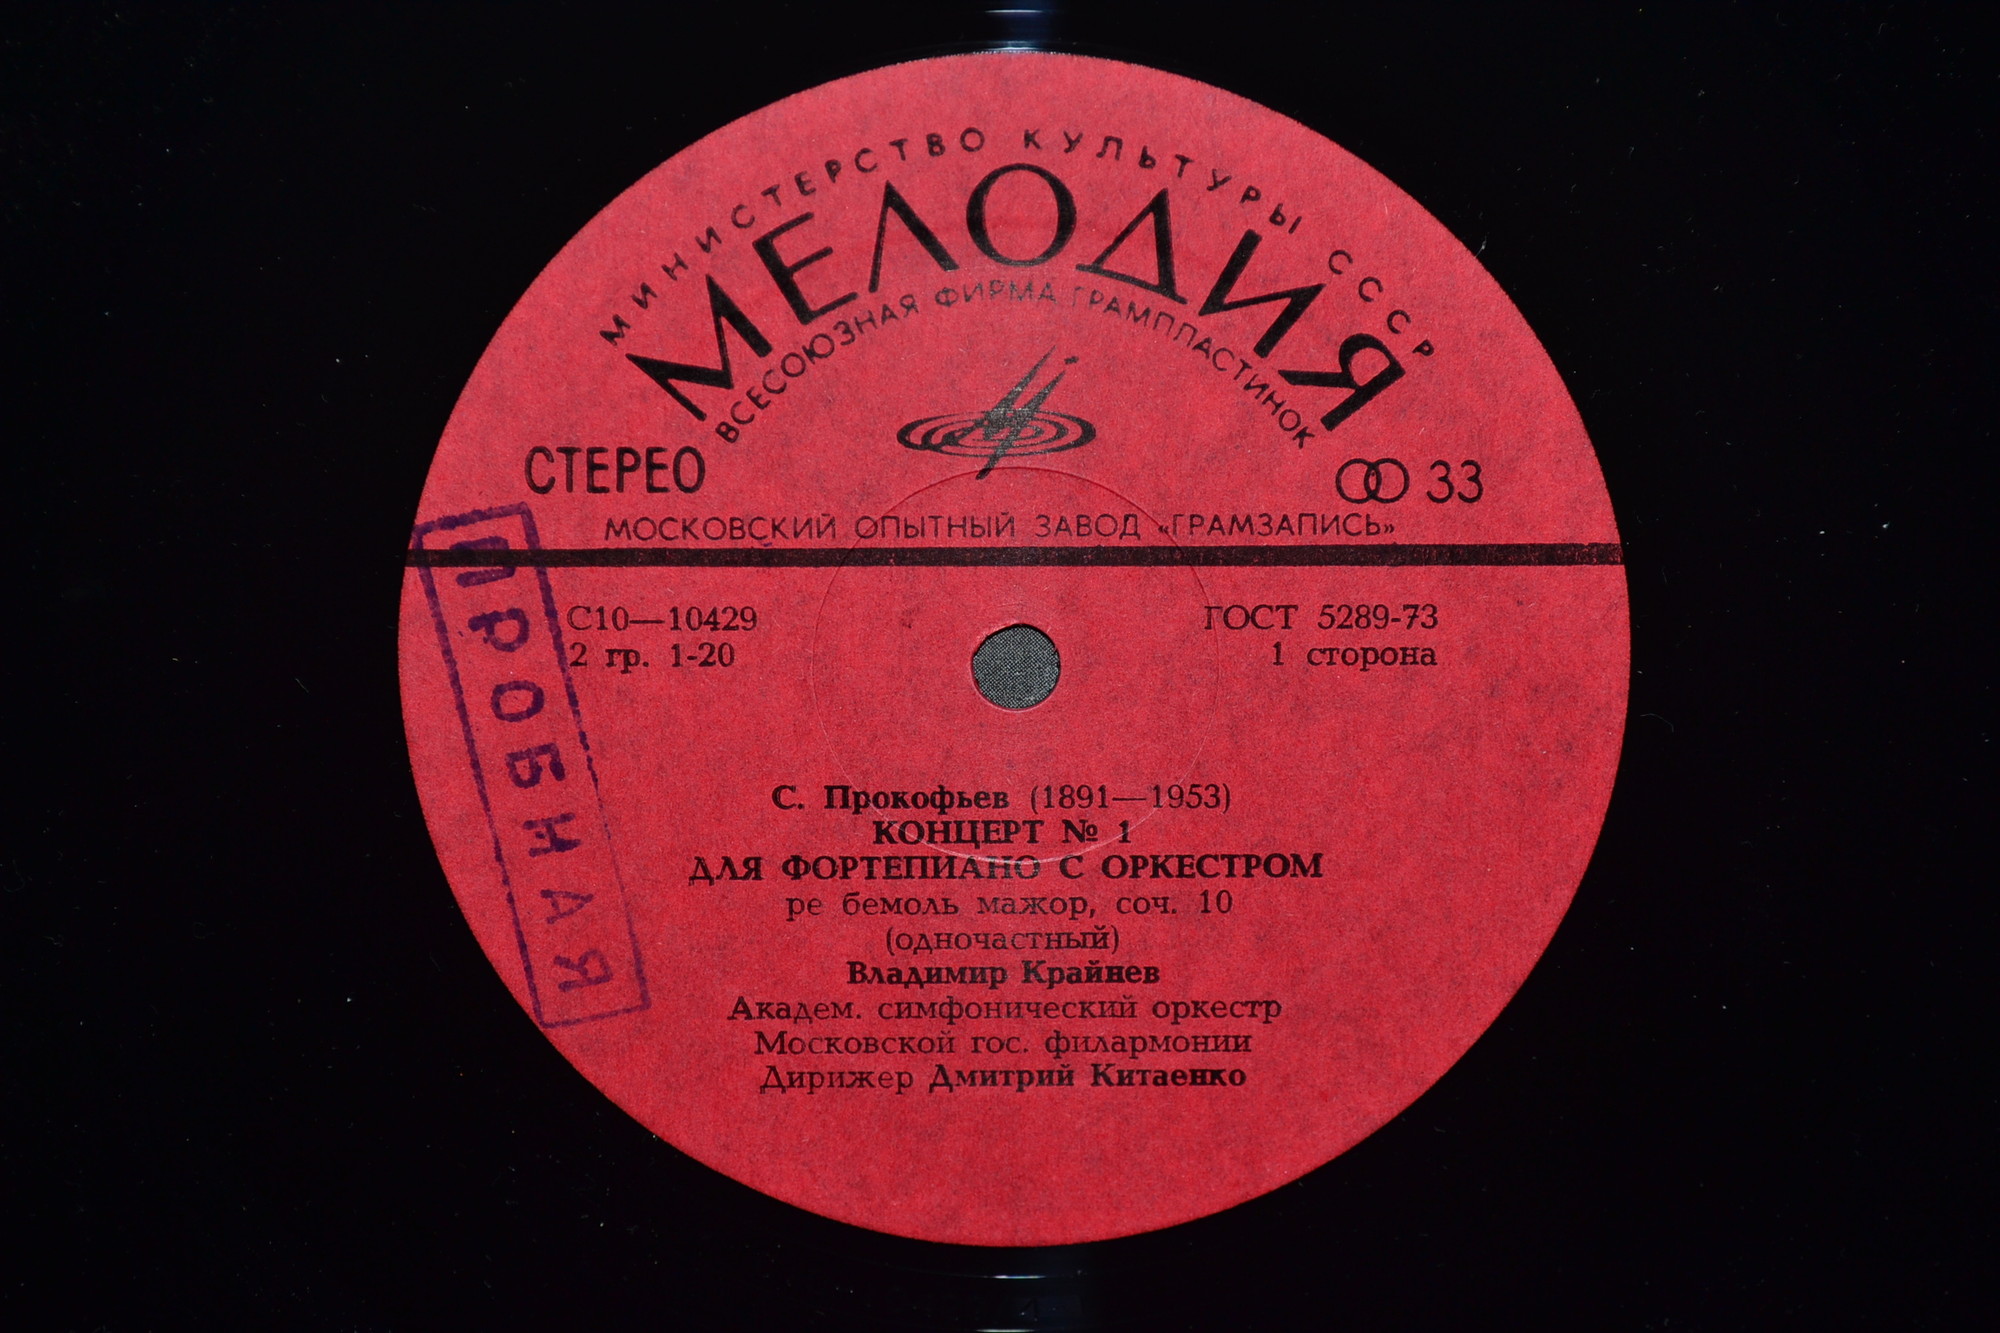 МИНИСТЕРСТВО КУЛЬТУРЫ СССР
МЕЛОДИЯ
ВСЕСОЮЗНАЯ ФИРМА ГРАМПЛАСТИНОК
СТЕРЕО
33
МОСКОВСКИЙ ОПЫТНЫЙ ЗАВОД «ГРАМЗАПИСЬ»
ПРОБНАЯ
С10—10429
2 гр. 1-20
ГОСТ 5289-73
1 сторона
С. Прокофьев (1891—1953)
КОНЦЕРТ № 1
ДЛЯ ФОРТЕПИАНО С ОРКЕСТРОМ
ре бемоль мажор, соч. 10
(одночастный)
Владимир Крайнев
Академ. симфонический оркестр
Московской гос. филармонии
Дирижер Дмитрий Китаенко